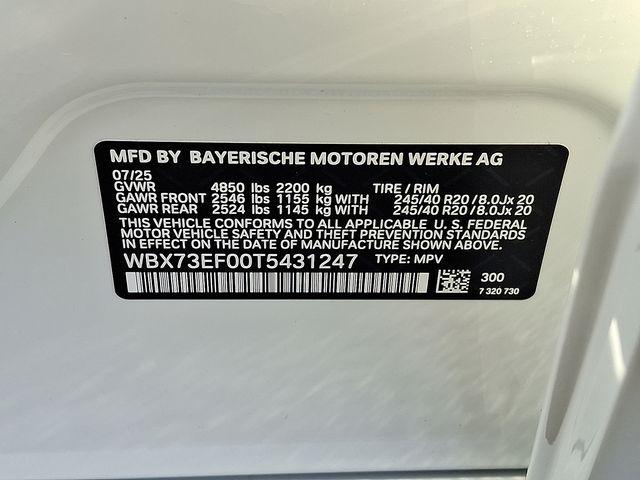 MFD BY BAYERISCHE MOTOREN WERKE AG
07/25
GVWR 4850 lbs 2200 kg TIRE / RIM
GAWR FRONT 2546 lbs 1155 kg WITH 245/40 R20 / 8.0Jx 20
GAWR REAR 2524 lbs 1145 kg WITH 245/40 R20 / 8.0Jx 20
THIS VEHICLE CONFORMS TO ALL APPLICABLE U. S. FEDERAL
MOTOR VEHICLE SAFETY AND THEFT PREVENTION STANDARDS
IN EFFECT ON THE DATE OF MANUFACTURE SHOWN ABOVE.
WBX73EF00T5431247 TYPE: MPV
300
7 320 730